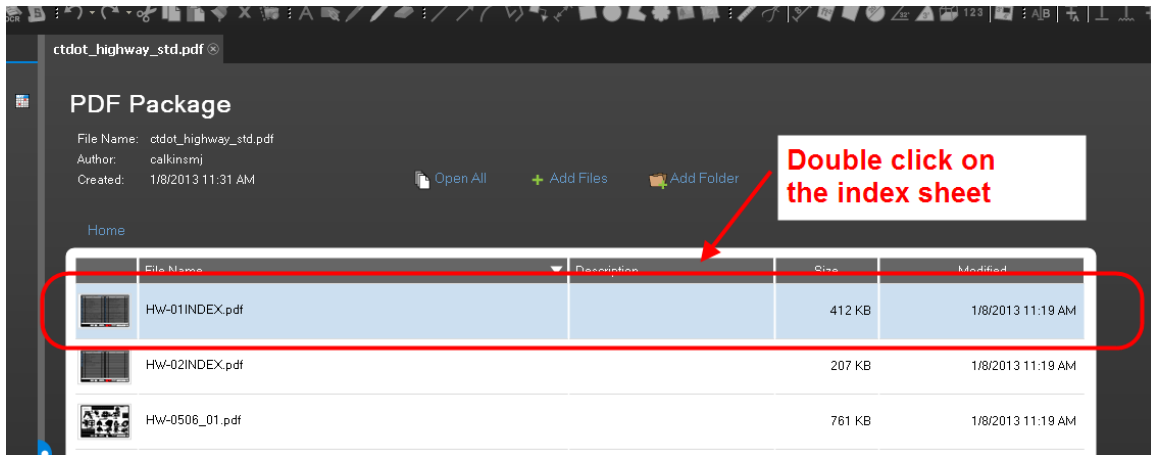 OCR
123
A|B
ctdot_highway_std.pdf
PDF Package
File Name: ctdot_highway_std.pdf
Author: calkinsmj
Created: 1/8/2013 11:31 AM
Open All Add Files Add Folder
Double click on
the index sheet
Home
File Name Description Size Modified
HW-01INDEX.pdf 412 KB 1/8/2013 11:19 AM
HW-02INDEX.pdf 207 KB 1/8/2013 11:19 AM
HW-0506_01.pdf 761 KB 1/8/2013 11:19 AM